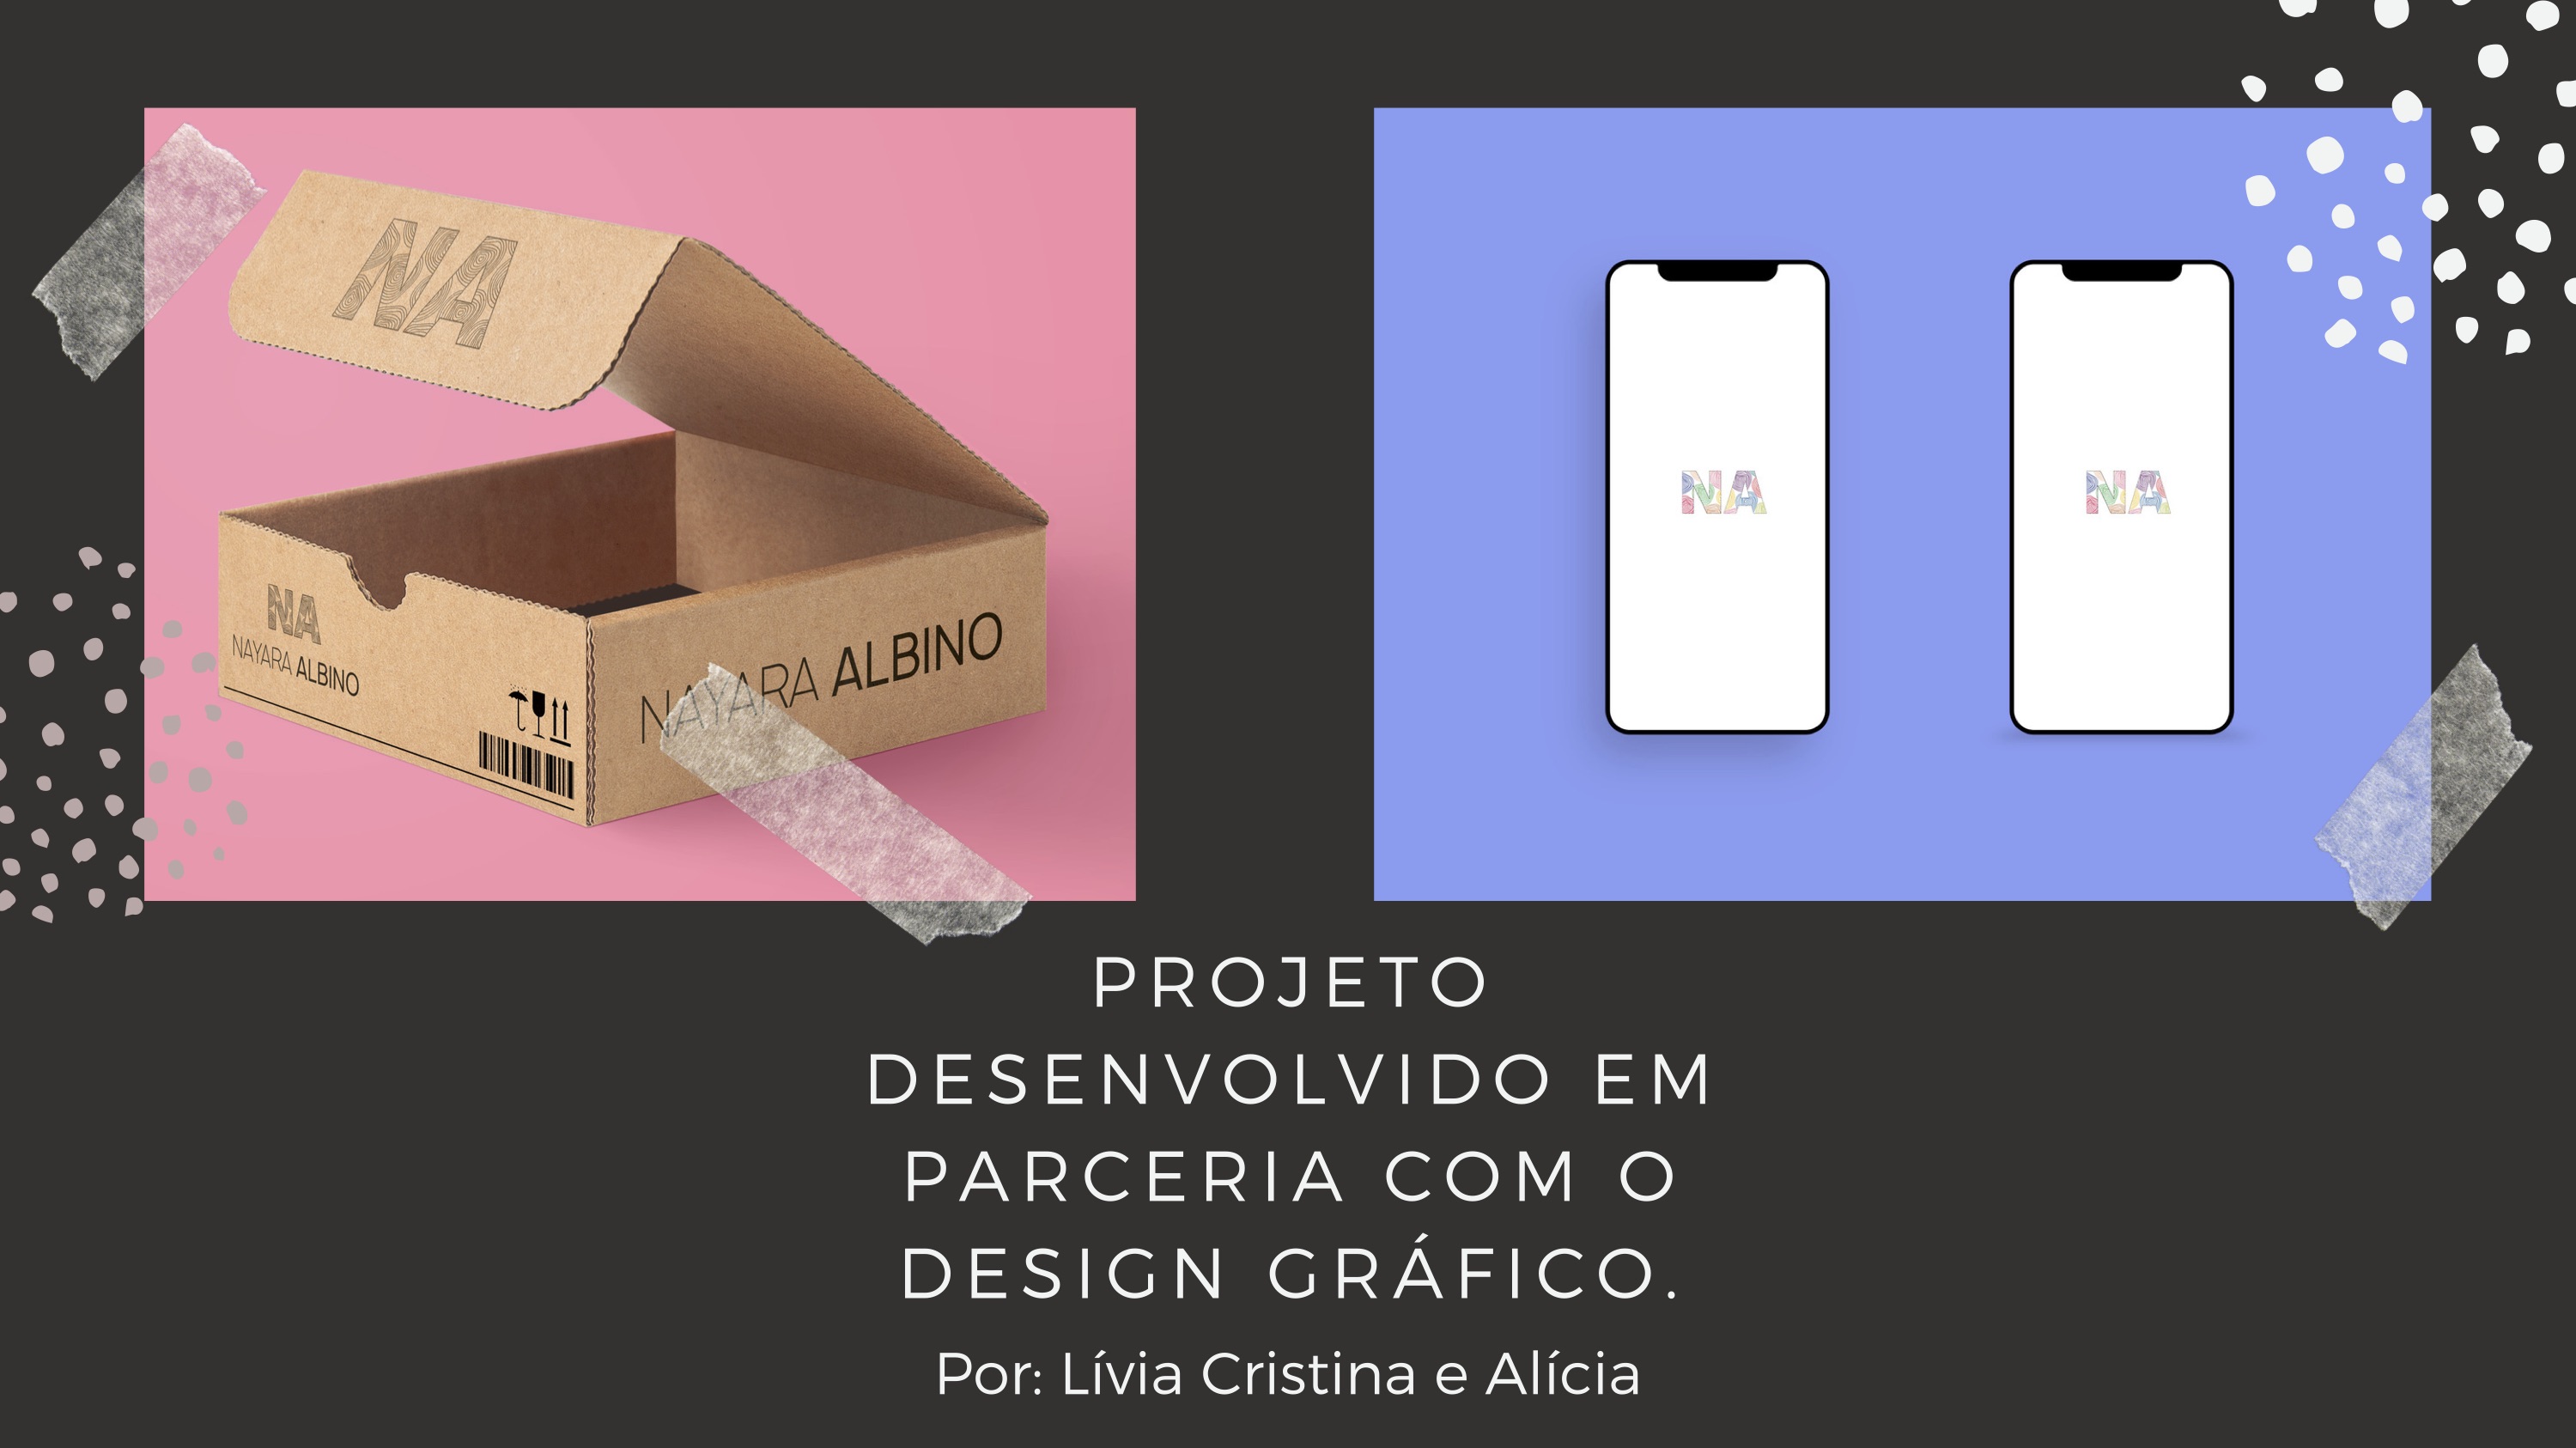 NA
NA
NAYARA ALBINO
NAYARA ALBINO
NA
NA
PROJETO
DESENVOLVIDO EM
PARCERIA COM O
DESIGN GRÁFICO.
Por: Lívia Cristina e Alícia